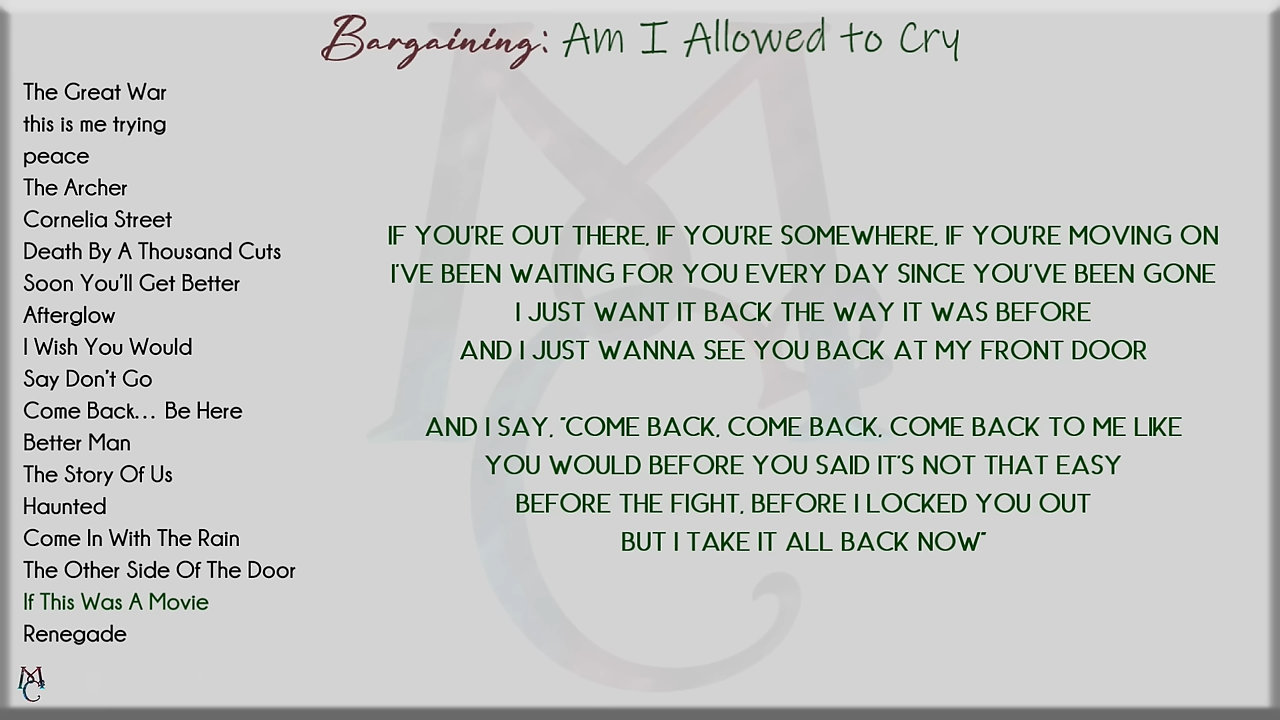 Bargaining: Am I Allowed to Cry
The Great War
this is me trying
peace
The Archer
Cornelia Street
Death By A Thousand Cuts
Soon You'll Get Better
Afterglow
I Wish You Would
Say Don't Go
Come Back... Be Here
Better Man
The Story Of Us
Haunted
Come In With The Rain
The Other Side Of The Door
If This Was A Movie
Renegade
IF YOU'RE OUT THERE, IF YOU'RE SOMEWHERE, IF YOU'RE MOVING ON
I'VE BEEN WAITING FOR YOU EVERY DAY SINCE YOU'VE BEEN GONE
I JUST WANT IT BACK THE WAY IT WAS BEFORE
AND I JUST WANNA SEE YOU BACK AT MY FRONT DOOR
AND I SAY, "COME BACK, COME BACK, COME BACK TO ME LIKE
YOU WOULD BEFORE YOU SAID IT'S NOT THAT EASY
BEFORE THE FIGHT, BEFORE I LOCKED YOU OUT
BUT I TAKE IT ALL BACK NOW"